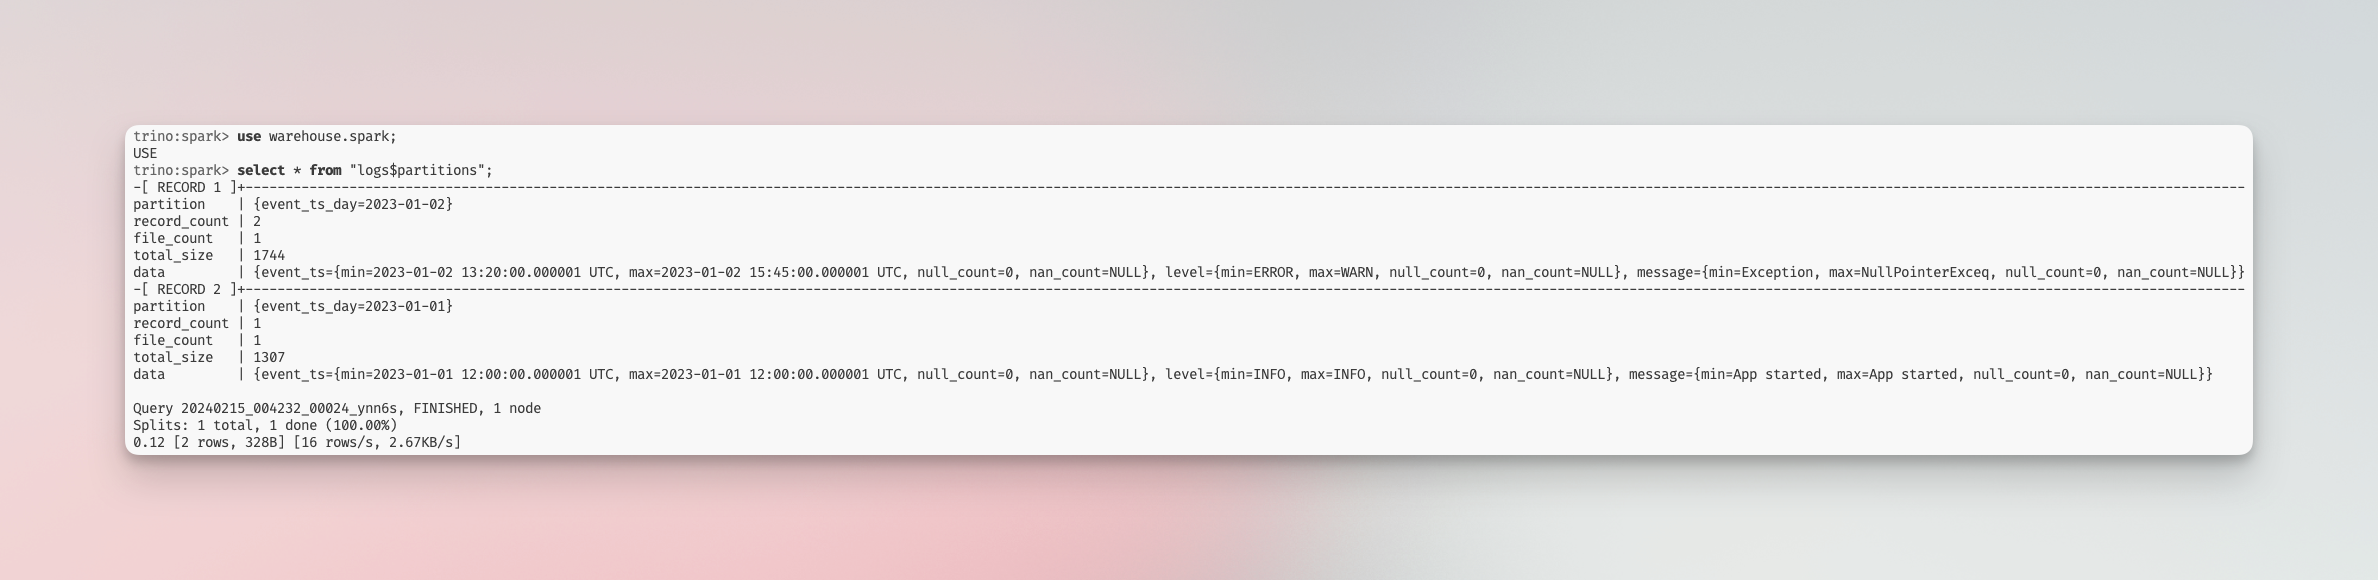 trino:spark> use warehouse.spark;
USE
trino:spark> select * from "logs$partitions";
-[ RECORD 1 ]+--------------------------------------------------------------------------------------------------------------------------------------------------------------------------------------------------------------------------------------------------------
partition    | {event_ts_day=2023-01-02}
record_count | 2
file_count   | 1
total_size   | 1744
data         | {event_ts={min=2023-01-02 13:20:00.000001 UTC, max=2023-01-02 15:45:00.000001 UTC, null_count=0, nan_count=NULL}, level={min=ERROR, max=WARN, null_count=0, nan_count=NULL}, message={min=Exception, max=NullPointerExceq, null_count=0, nan_count=NULL}}
-[ RECORD 2 ]+--------------------------------------------------------------------------------------------------------------------------------------------------------------------------------------------------------------------------------------------------------
partition    | {event_ts_day=2023-01-01}
record_count | 1
file_count   | 1
total_size   | 1307
data         | {event_ts={min=2023-01-01 12:00:00.000001 UTC, max=2023-01-01 12:00:00.000001 UTC, null_count=0, nan_count=NULL}, level={min=INFO, max=INFO, null_count=0, nan_count=NULL}, message={min=App started, max=App started, null_count=0, nan_count=NULL}}
Query 20240215_004232_00024_ynn6s, FINISHED, 1 node
Splits: 1 total, 1 done (100.00%)
0.12 [2 rows, 328B] [16 rows/s, 2.67KB/s]